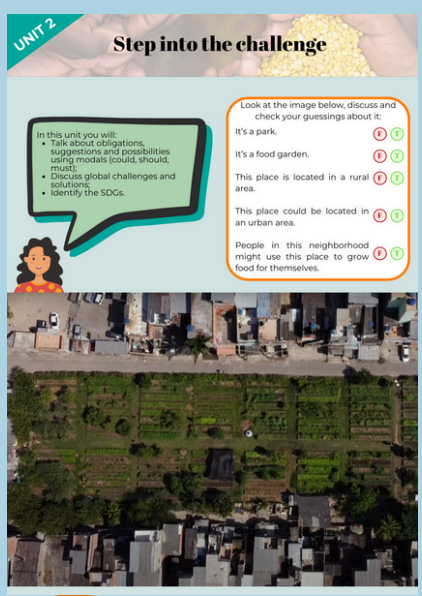 UNIT 2
Step into the challenge
In this unit you will:
Talk about obligations,
suggestions and possibilities
using modals (could, should,
must);
Discuss global challenges and
solutions;
Identify the SDGs.
Look at the image below, discuss and
check your guessings about it:
It's a park. F T
It's a food garden. F T
This place is located in a rural F T
area.
This place could be located in F T
an urban area.
People in this neighborhood
might use this place to grow F T
food for themselves.